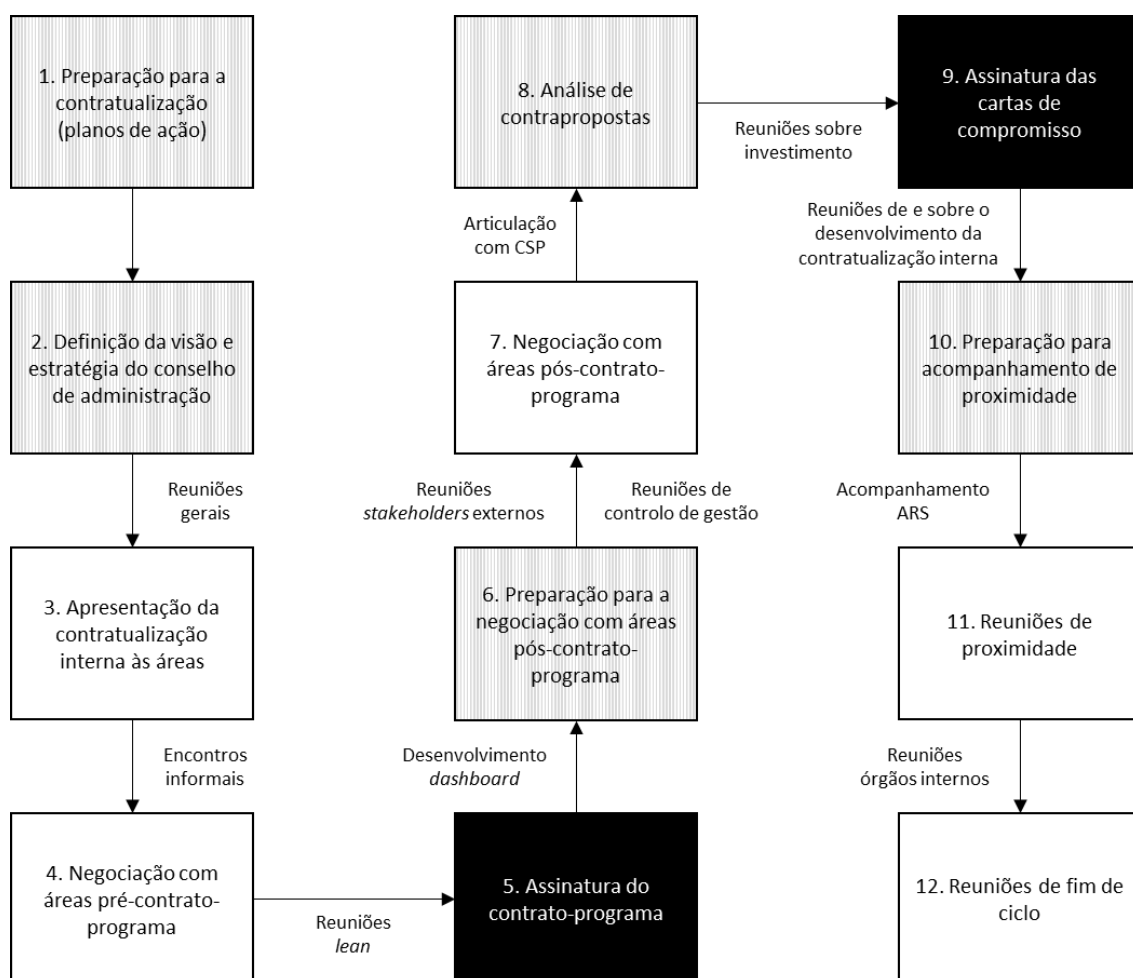 1. Preparação para a
contratualização
(planos de ação)
2. Definição da visão e
estratégia do conselho
de administração
Reuniões
gerais
3. Apresentação da
contratualização
interna às áreas
Encontros
informais
4. Negociação com
áreas pré-contrato-
programa
Reuniões
lean
5. Assinatura do
contrato-programa
Desenvolvimento
dashboard
6. Preparação para a
negociação com áreas
pós-contrato-
programa
Reuniões
stakeholders externos
Reuniões de
controlo de gestão
7. Negociação com
áreas pós-contrato-
programa
Articulação
com CSP
8. Análise de
contrapropostas
Reuniões sobre
investimento
9. Assinatura das
cartas de
compromisso
Reuniões de e sobre o
desenvolvimento da
contratualização interna
10. Preparação para
acompanhamento de
proximidade
Acompanhamento
ARS
11. Reuniões de
proximidade
Reuniões
órgãos internos
12. Reuniões de fim de
ciclo